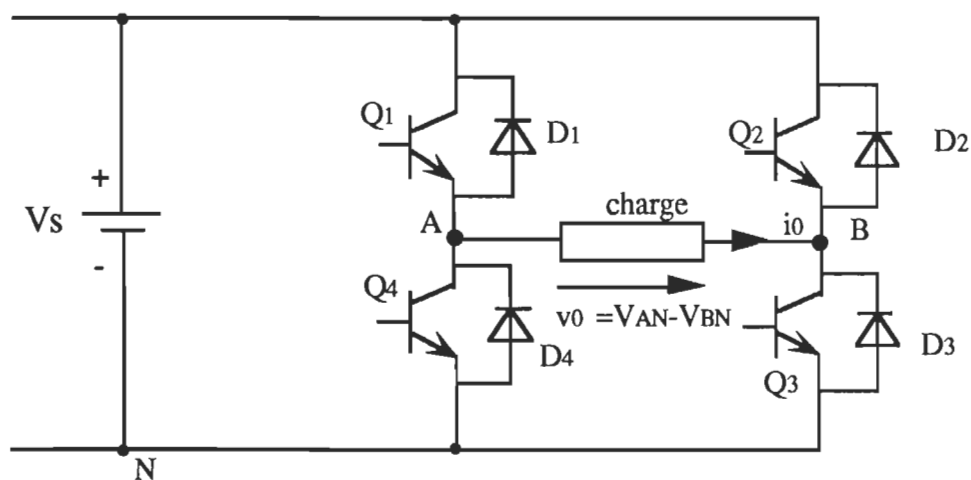 Q1
D1
Q2
D2
+
Vs
-
A
charge
i0
B
Q4
D4
v0 =VAN-VBN
Q3
D3
N